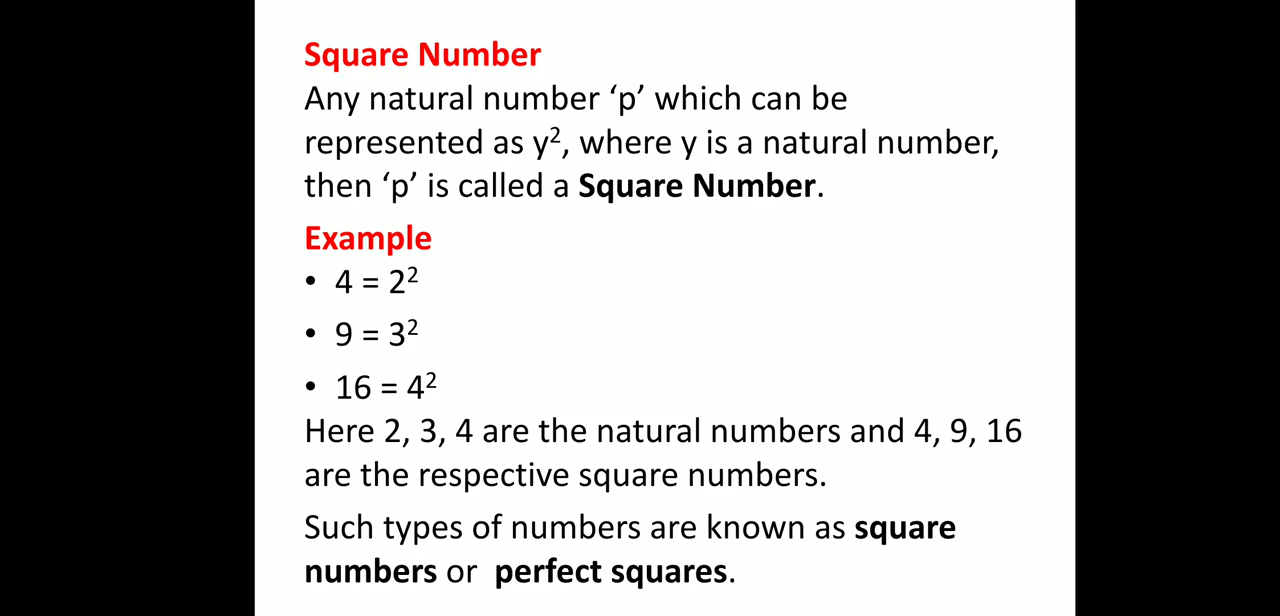 Square Number
Any natural number ‘p’ which can be
represented as y², where y is a natural number,
then ‘p’ is called a Square Number.
Example
• 4 = 2²
• 9 = 3²
• 16 = 4²
Here 2, 3, 4 are the natural numbers and 4, 9, 16
are the respective square numbers.
Such types of numbers are known as square
numbers or perfect squares.